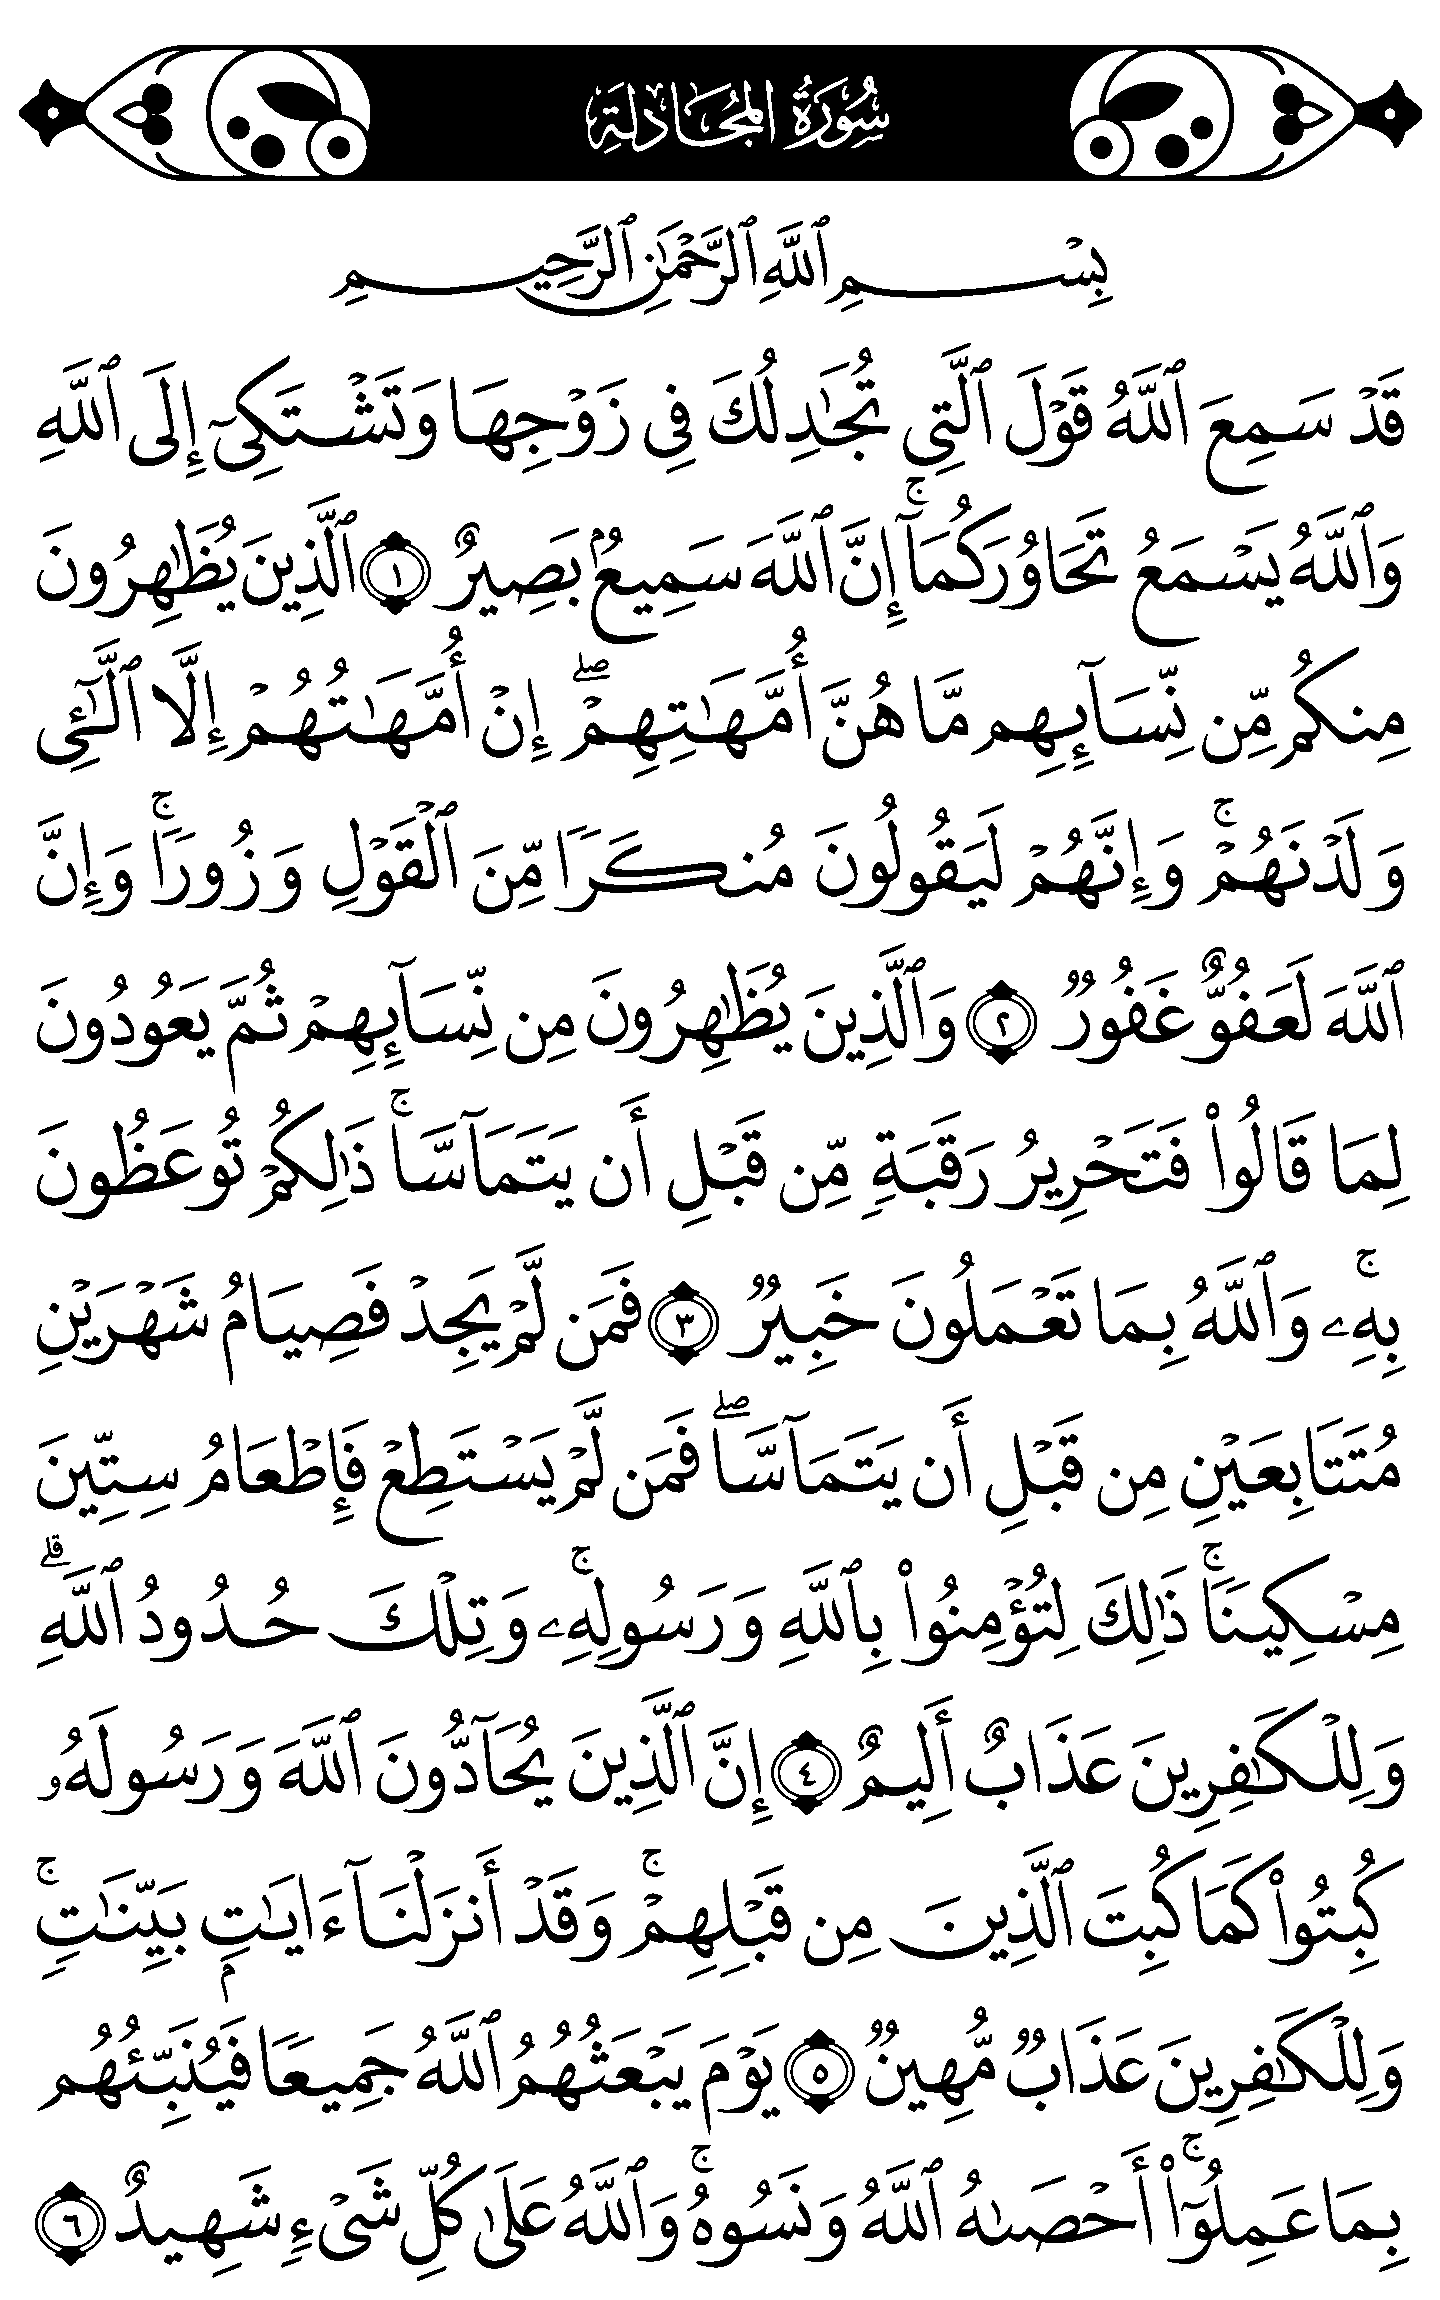 سُورَةُ المُجَادلَةِ
بِسْمِ ٱللَّهِ ٱلرَّحْمَٰنِ ٱلرَّحِيمِ
قَدْ سَمِعَ ٱللَّهُ قَوْلَ ٱلَّتِى تُجَٰدِلُكَ فِى زَوْجِهَا وَتَشْتَكِىٓ إِلَى ٱللَّهِ
وَٱللَّهُ يَسْمَعُ تَحَاوُرَكُمَآ ۚ إِنَّ ٱللَّهَ سَمِيعُۢ بَصِيرٌ ١ ٱلَّذِينَ يُظَٰهِرُونَ
مِنكُم مِّن نِّسَآئِهِم مَّا هُنَّ أُمَّهَٰتِهِمْ ۖ إِنْ أُمَّهَٰتُهُمْ إِلَّا ٱلَّٰٓـِٔى
وَلَدْنَهُمْ ۚ وَإِنَّهُمْ لَيَقُولُونَ مُنكَرًا مِّنَ ٱلْقَوْلِ وَزُورًا ۚ وَإِنَّ
ٱللَّهَ لَعَفُوٌّ غَفُورٌ ٢ وَٱلَّذِينَ يُظَٰهِرُونَ مِن نِّسَآئِهِمْ ثُمَّ يَعُودُونَ
لِمَا قَالُوا۟ فَتَحْرِيرُ رَقَبَةٍ مِّن قَبْلِ أَن يَتَمَآسَّا ۚ ذَٰلِكُمْ تُوعَظُونَ
بِهِۦ ۚ وَٱللَّهُ بِمَا تَعْمَلُونَ خَبِيرٌ ٣ فَمَن لَّمْ يَجِدْ فَصِيَامُ شَهْرَيْنِ
مُتَتَابِعَيْنِ مِن قَبْلِ أَن يَتَمَآسَّا ۖ فَمَن لَّمْ يَسْتَطِعْ فَإِطْعَامُ سِتِّينَ
مِسْكِينًا ۚ ذَٰلِكَ لِتُؤْمِنُوا۟ بِٱللَّهِ وَرَسُولِهِۦ ۚ وَتِلْكَ حُدُودُ ٱللَّهِ ۗ
وَلِلْكَٰفِرِينَ عَذَابٌ أَلِيمٌ ٤ إِنَّ ٱلَّذِينَ يُحَآدُّونَ ٱللَّهَ وَرَسُولَهُۥ
كُبِتُوا۟ كَمَا كُبِتَ ٱلَّذِينَ مِن قَبْلِهِمْ ۚ وَقَدْ أَنزَلْنَآ ءَايَٰتٍۭ بَيِّنَٰتٍ ۚ
وَلِلْكَٰفِرِينَ عَذَابٌ مُّهِينٌ ٥ يَوْمَ يَبْعَثُهُمُ ٱللَّهُ جَمِيعًا فَيُنَبِّئُهُم
بِمَا عَمِلُوٓا۟ ۚ أَحْصَىٰهُ ٱللَّهُ وَنَسُوهُ ۚ وَٱللَّهُ عَلَىٰ كُلِّ شَىْءٍ شَهِيدٌ ٦